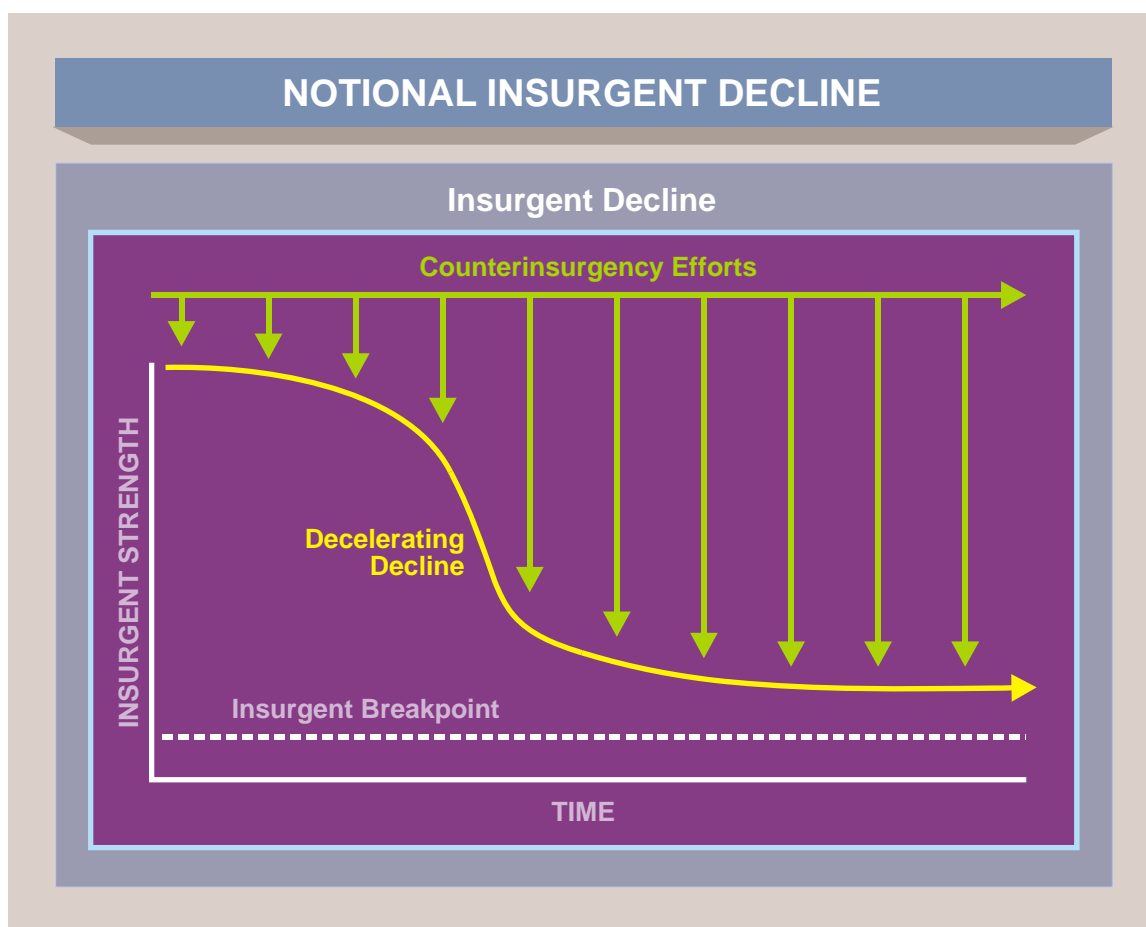 NOTIONAL INSURGENT DECLINE
Insurgent Decline
Counterinsurgency Efforts
INSURGENT STRENGTH
Decelerating
Decline
Insurgent Breakpoint
TIME